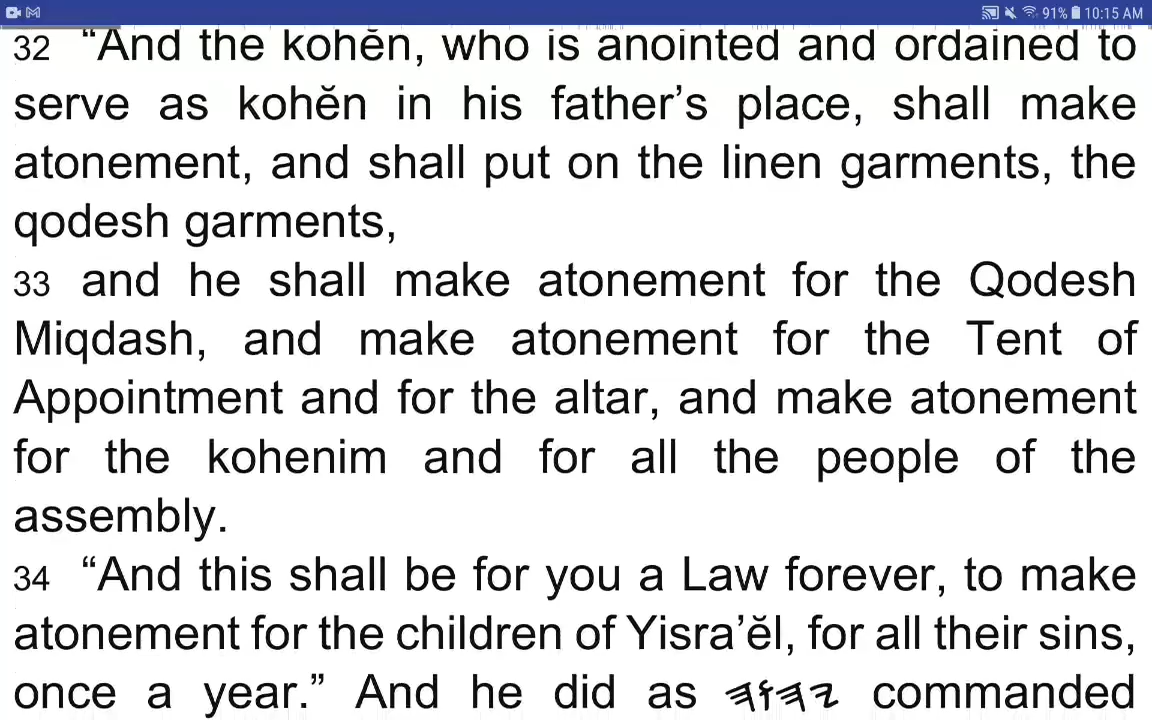 91% 10:15 AM
32 “And the kohĕn, who is anointed and ordained to
serve as kohĕn in his father’s place, shall make
atonement, and shall put on the linen garments, the
qodesh garments,
33 and he shall make atonement for the Qodesh
Miqdash, and make atonement for the Tent of
Appointment and for the altar, and make atonement
for the kohenim and for all the people of the
assembly.
34 “And this shall be for you a Law forever, to make
atonement for the children of Yisra’ĕl, for all their sins,
once a year.” And he did as 𐤉𐤄𐤅𐤄 commanded